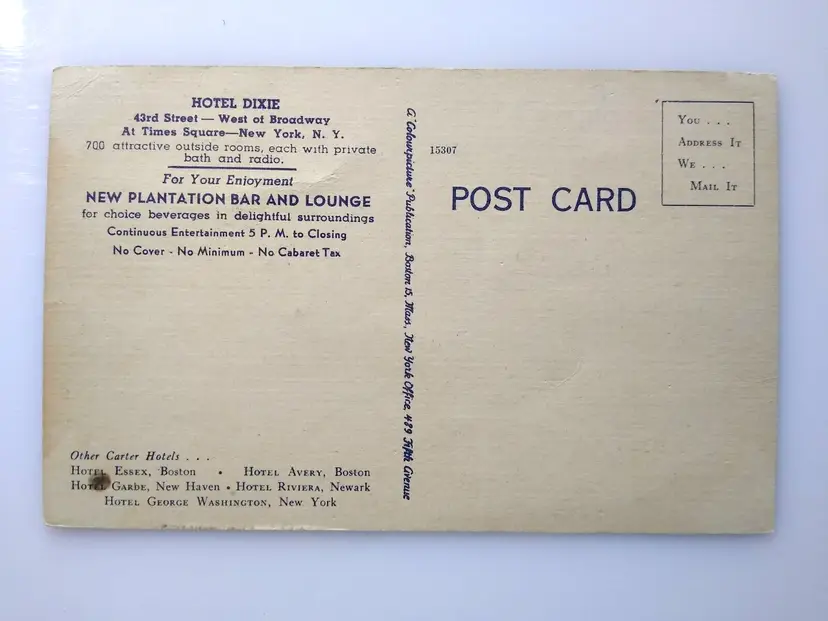 HOTEL DIXIE
43rd Street — West of Broadway
At Times Square—New York, N. Y.
700 attractive outside rooms, each with private
bath and radio.
For Your Enjoyment
NEW PLANTATION BAR AND LOUNGE
for choice beverages in delightful surroundings
Continuous Entertainment 5 P. M. to Closing
No Cover - No Minimum - No Cabaret Tax
Other Carter Hotels . . .
Hotel Essex, Boston • Hotel Avery, Boston
Hotel Garde, New Haven • Hotel Riviera, Newark
Hotel George Washington, New York
A "Colourpicture" Publication, Boston 15, Mass., New York Office, 489 Fifth Avenue
15307
POST CARD
You . . .
Address It
We . . .
Mail It